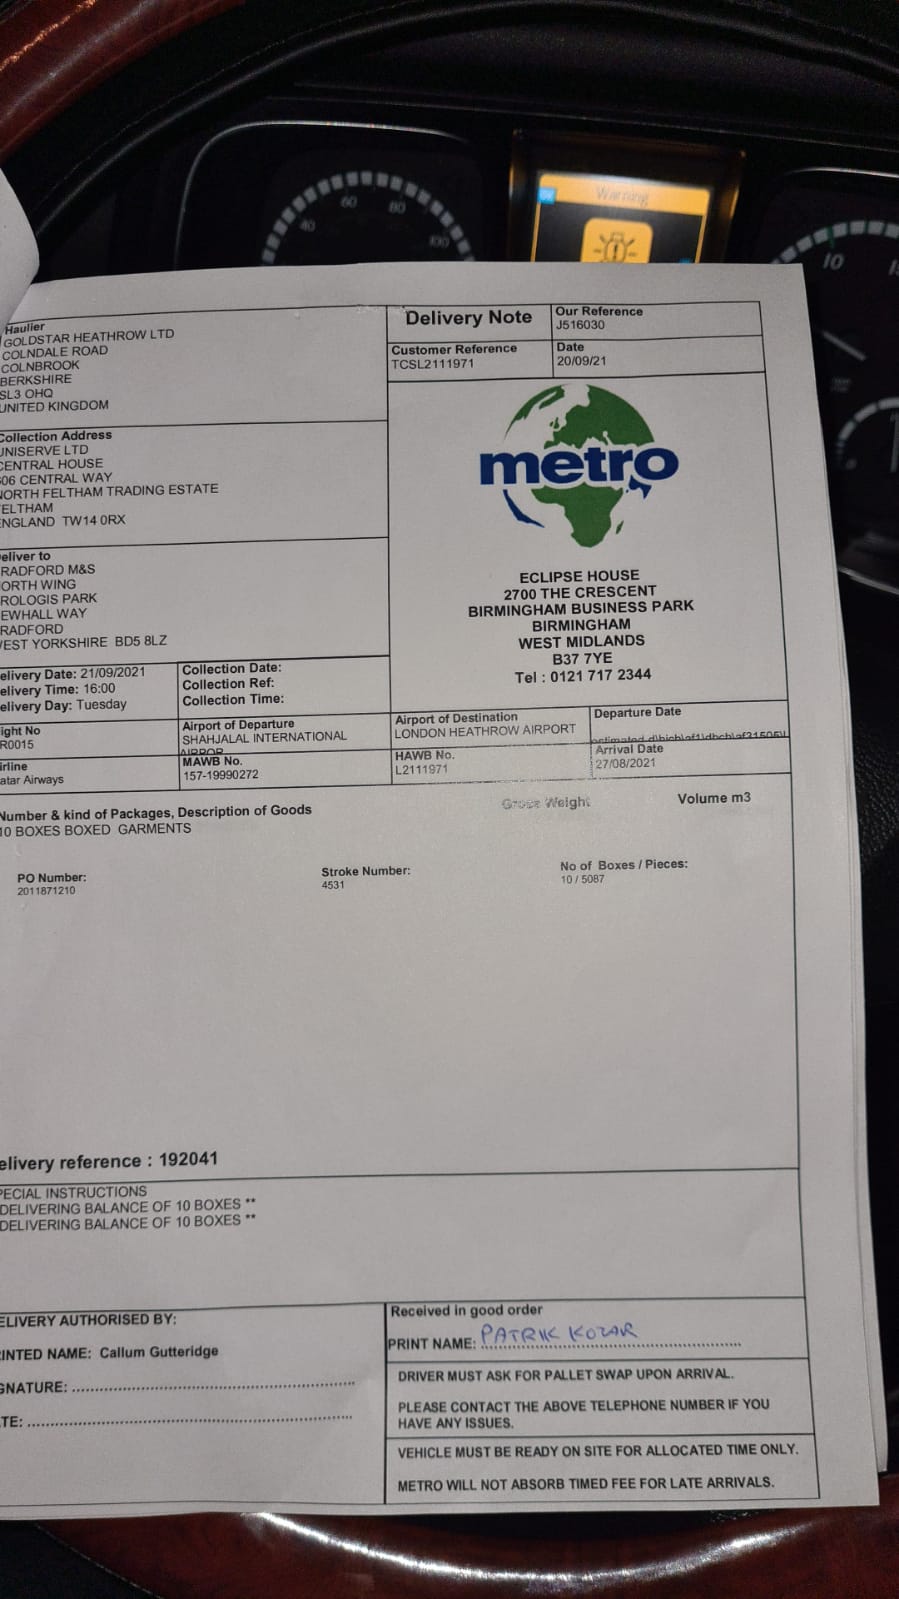 40
60
80
100
Warning
10
Haulier
GOLDSTAR HEATHROW LTD
COLNDALE ROAD
COLNBROOK
BERKSHIRE
SL3 OHQ
UNITED KINGDOM
Delivery Note
Our Reference
J516030
Customer Reference
TCSL2111971
Date
20/09/21
Collection Address
UNISERVE LTD
CENTRAL HOUSE
06 CENTRAL WAY
NORTH FELTHAM TRADING ESTATE
ELTHAM
ENGLAND TW14 0RX
metro
ECLIPSE HOUSE
2700 THE CRESCENT
BIRMINGHAM BUSINESS PARK
BIRMINGHAM
WEST MIDLANDS
B37 7YE
Tel : 0121 717 2344
eliver to
RADFORD M&S
ORTH WING
ROLOGIS PARK
EWHALL WAY
RADFORD
EST YORKSHIRE BD5 8LZ
elivery Date: 21/09/2021
elivery Time: 16:00
elivery Day: Tuesday
Collection Date:
Collection Ref:
Collection Time:
ight No
R0015
Airport of Departure
SHAHJALAL INTERNATIONAL
AIRPOR
Airport of Destination
LONDON HEATHROW AIRPORT
Departure Date
irline
atar Airways
MAWB No.
157-19990272
HAWB No.
L2111971
Arrival Date
27/08/2021
Number & kind of Packages, Description of Goods
Gross Weight
Volume m3
10 BOXES BOXED GARMENTS
PO Number:
2011871210
Stroke Number:
4531
No of Boxes / Pieces:
10 / 5087
elivery reference : 192041
PECIAL INSTRUCTIONS
DELIVERING BALANCE OF 10 BOXES **
DELIVERING BALANCE OF 10 BOXES **
ELIVERY AUTHORISED BY:
INTED NAME: Callum Gutteridge
GNATURE:
TE:
Received in good order
PRINT NAME: PATRIK KOZAR
DRIVER MUST ASK FOR PALLET SWAP UPON ARRIVAL.
PLEASE CONTACT THE ABOVE TELEPHONE NUMBER IF YOU
HAVE ANY ISSUES.
VEHICLE MUST BE READY ON SITE FOR ALLOCATED TIME ONLY.
METRO WILL NOT ABSORB TIMED FEE FOR LATE ARRIVALS.